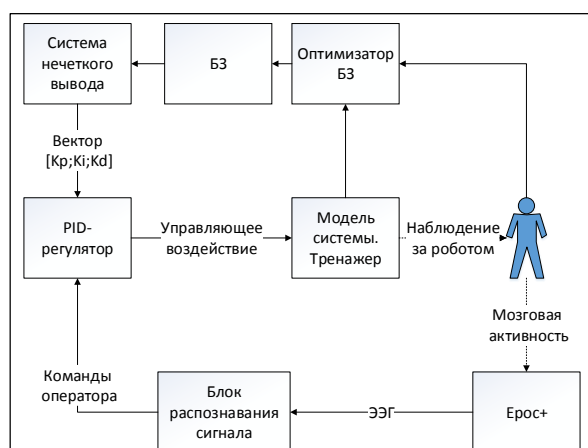 Система
нечеткого
вывода
БЗ
Оптимизатор
БЗ
Вектор
[Kp;Ki;Kd]
PID-
регулятор
Управляющее
воздействие
Модель
системы.
Тренажер
Наблюдение
за роботом
Мозговая
активность
Команды
оператора
Блок
распознавания
сигнала
ЭЭГ
Epoc+